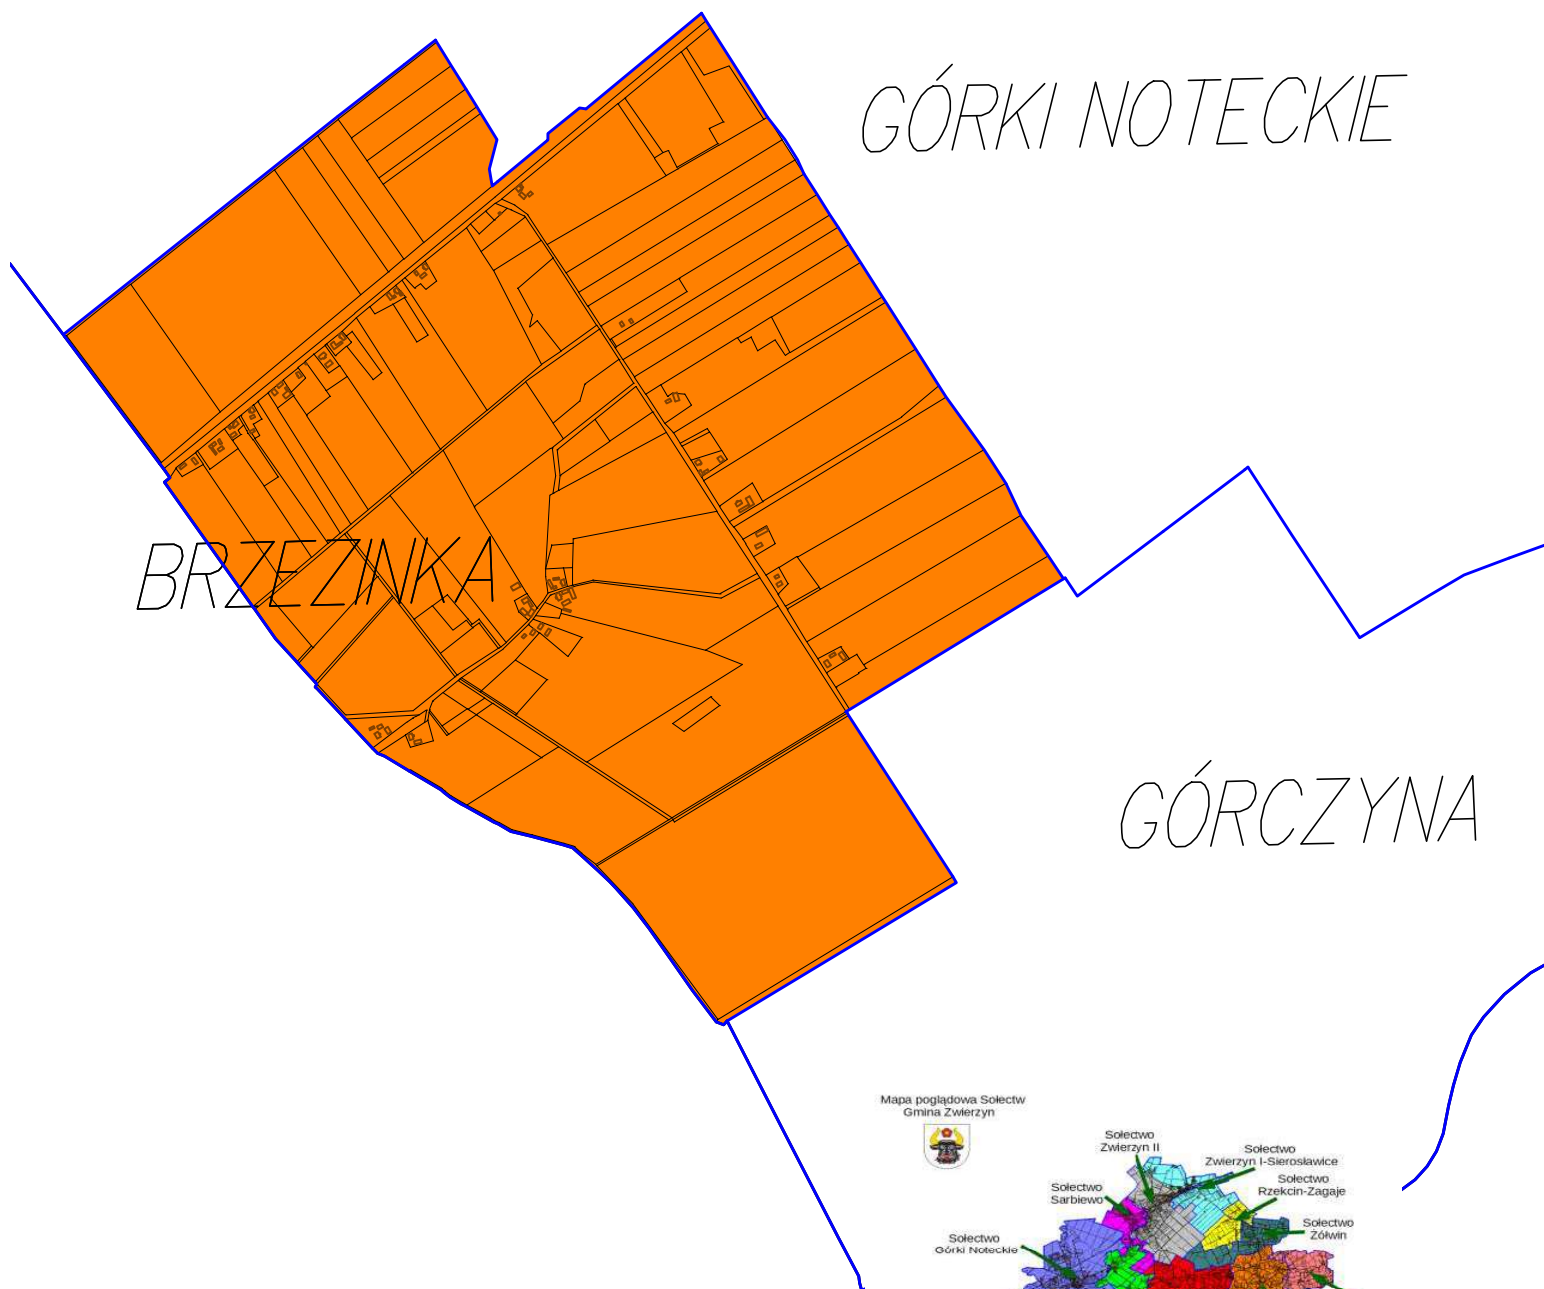 GÓRKI NOTECKIE
BRZEZINKA
GÓRCZYNA
Mapa poglądowa Sołectw
Gmina Zwierzyn
Sołectwo
Zwierzyn II
Sołectwo
Zwierzyn I-Sierosławice
Sołectwo
Rzekcin-Zagaje
Sołectwo
Sarbiewo
Sołectwo
Żółwin
Sołectwo
Górki Noteckie